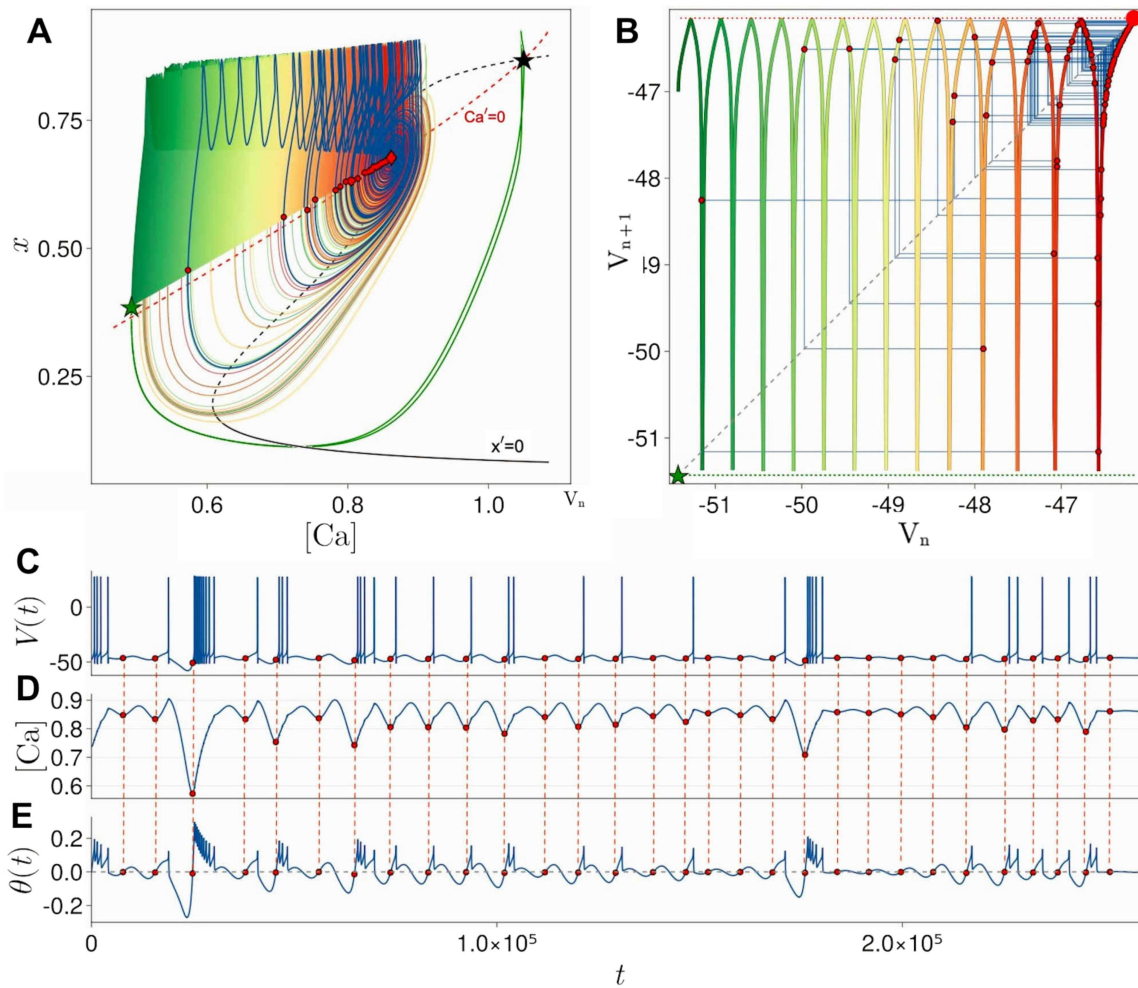 A
x
0.75
0.50
0.25
Ca'=0
x'=0
0.6
0.8
1.0
Vₙ
[Ca]
B
Vₙ₊₁
-47
-48
-49
-50
-51
-51
-50
-49
-48
-47
Vₙ
C
V(t)
0
-50
D
[Ca]
0.9
0.8
0.7
0.6
E
θ(t)
0.2
0.0
-0.2
0
1.0×10⁵
2.0×10⁵
t